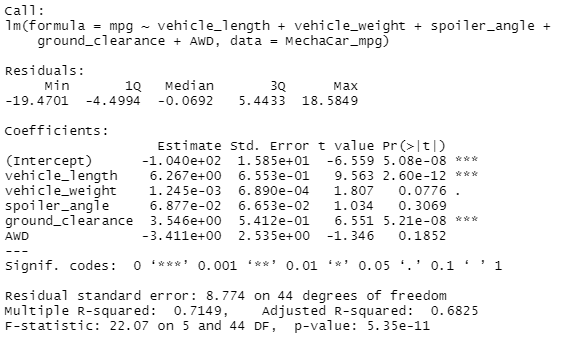 Call:
lm(formula = mpg ~ vehicle_length + vehicle_weight + spoiler_angle +
    ground_clearance + AWD, data = MechaCar_mpg)
Residuals:
     Min       1Q   Median       3Q      Max
-19.4701  -4.4994  -0.0692   5.4433  18.5849
Coefficients:
                   Estimate Std. Error t value Pr(>|t|)
(Intercept)      -1.040e+02  1.585e+01  -6.559 5.08e-08 ***
vehicle_length    6.267e+00  6.553e-01   9.563 2.60e-12 ***
vehicle_weight    1.245e-03  6.890e-04   1.807   0.0776 .
spoiler_angle     6.877e-02  6.653e-02   1.034   0.3069
ground_clearance  3.546e+00  5.412e-01   6.551 5.21e-08 ***
AWD              -3.411e+00  2.535e+00  -1.346   0.1852
---
Signif. codes:  0 ‘***’ 0.001 ‘**’ 0.01 ‘*’ 0.05 ‘.’ 0.1 ‘ ’ 1
Residual standard error: 8.774 on 44 degrees of freedom
Multiple R-squared:  0.7149,    Adjusted R-squared:  0.6825
F-statistic: 22.07 on 5 and 44 DF,  p-value: 5.35e-11